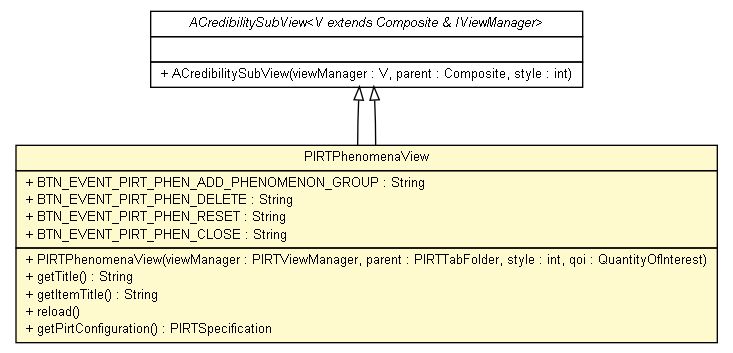 ACredibilitySubView<V extends Composite & IViewManager>
+ ACredibilitySubView(viewManager : V, parent : Composite, style : int)
PIRTPhenomenaView
+ BTN_EVENT_PIRT_PHEN_ADD_PHENOMENON_GROUP : String
+ BTN_EVENT_PIRT_PHEN_DELETE : String
+ BTN_EVENT_PIRT_PHEN_RESET : String
+ BTN_EVENT_PIRT_PHEN_CLOSE : String
+ PIRTPhenomenaView(viewManager : PIRTViewManager, parent : PIRTTabFolder, style : int, qoi : QuantityOfInterest)
+ getTitle() : String
+ getItemTitle() : String
+ reload()
+ getPirtConfiguration() : PIRTSpecification